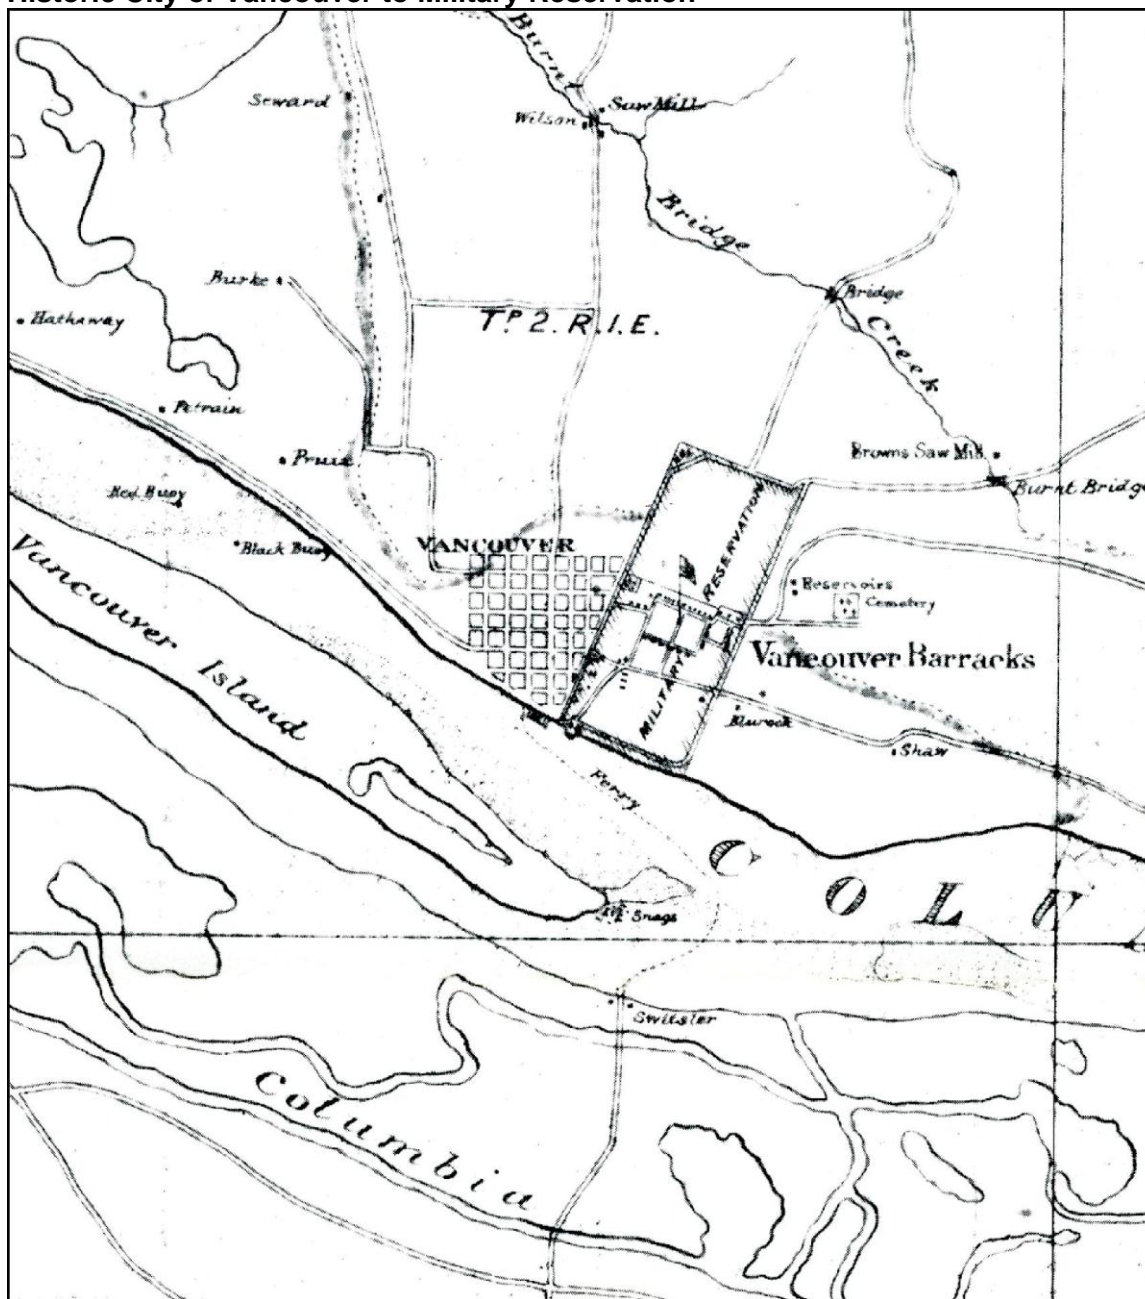 Historic City of Vancouver to Military Reservation
Burnt
Saw Mill
Seward
Wilson
Bridge
Burke
Bridge
Hathaway
Tᴾ 2. R. 1. E.
Creek
Petrain
Browns Saw Mill
Red Buoy
Burnt Bridge
RESERVATION
Black Buoy
VANCOUVER
Reservoirs
Cemetery
Vancouver Island
Vancouver Barracks
MILITARY
Shaw
Ferry
COLU
Snags
Switsler
Columbia